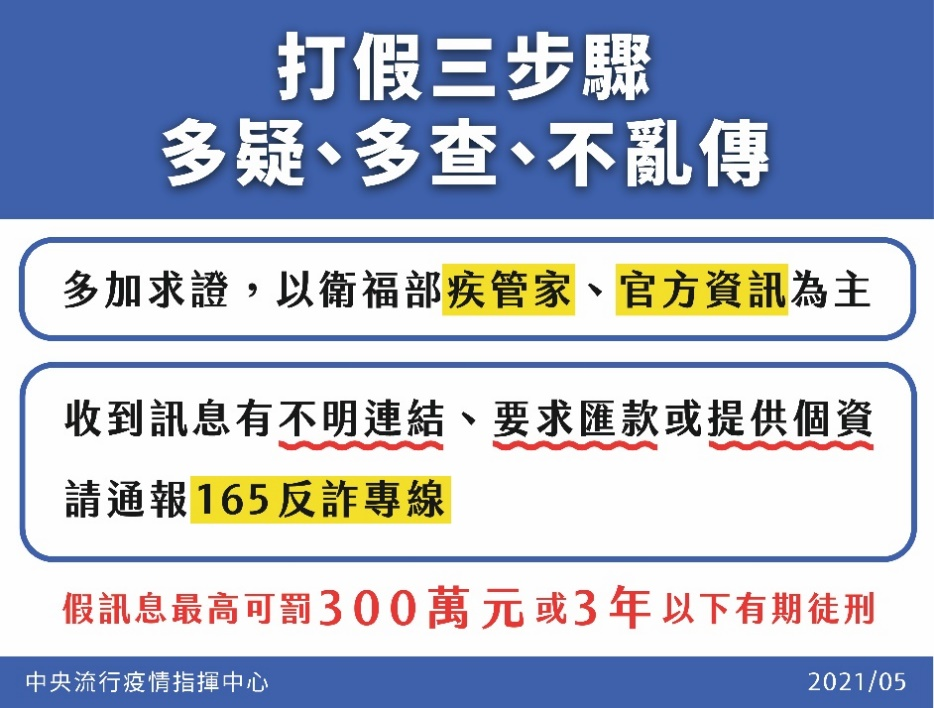 打假三步驟
多疑、多查、不亂傳
多加求證，以衛福部疾管家、官方資訊為主
收到訊息有不明連結、要求匯款或提供個資
請通報165反詐專線
假訊息最高可罰300萬元或3年以下有期徒刑
中央流行疫情指揮中心
2021/05